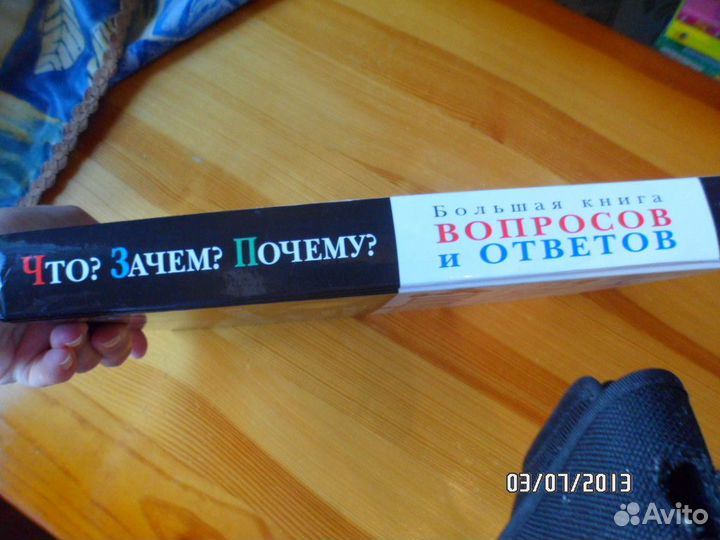 Что? Зачем? Почему?
Большая книга
ВОПРОСОВ
и ОТВЕТОВ
03/07/2013
Avito